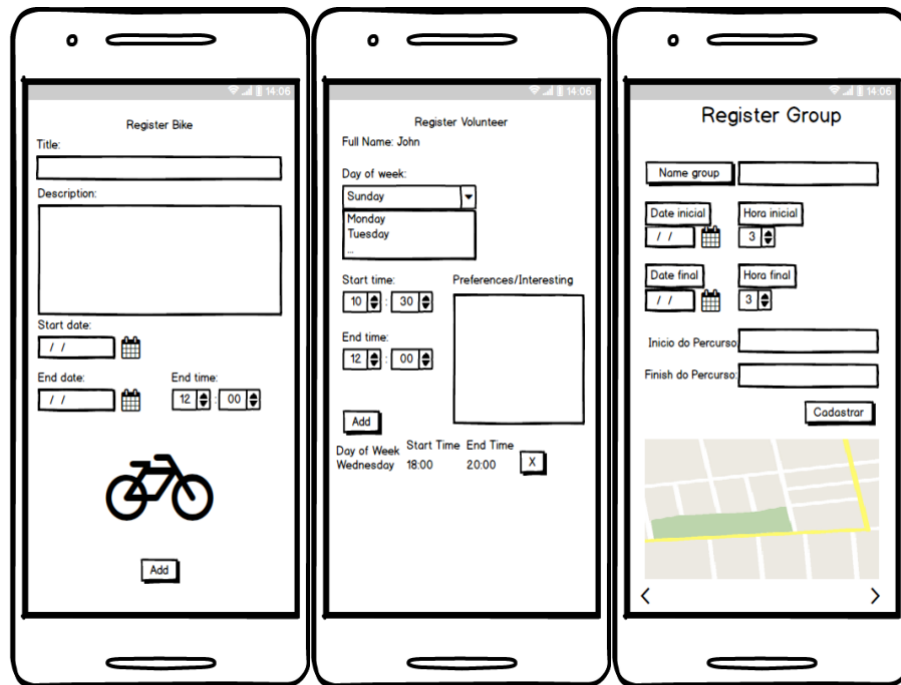 14:06
Register Bike
Title:
Description:
Start date:
/ /
End date: End time:
/ / 12 : 00
Add
14:06
Register Volunteer
Full Name: John
Day of week:
Sunday
Monday
Tuesday
...
Start time: Preferences/Interesting
10 : 30
End time:
12 : 00
Add
Day of Week Start Time End Time
Wednesday 18:00 20:00 X
14:06
Register Group
Name group
Date inicial Hora inicial
/ / 3
Date final Hora final
/ / 3
Inicio do Percurso
Finish do Percurso:
Cadastrar